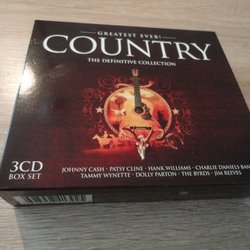 GREATEST EVER!
COUNTRY
THE DEFINITIVE COLLECTION
3CD
BOX SET
JOHNNY CASH · PATSY CLINE · HANK WILLIAMS · CHARLIE DANIELS BAN
TAMMY WYNETTE · DOLLY PARTON · THE BYRDS · JIM REEVES